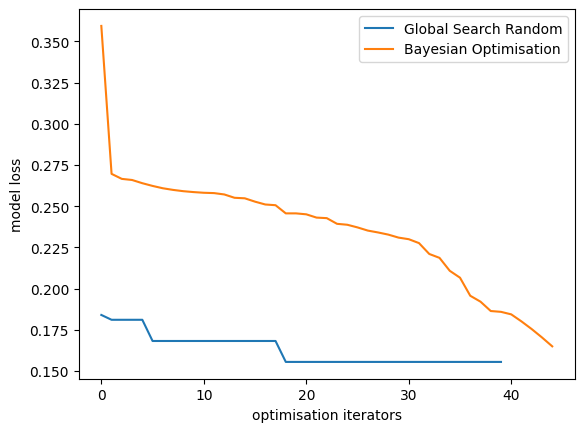 Global Search Random
Bayesian Optimisation
model loss
0.350
0.325
0.300
0.275
0.250
0.225
0.200
0.175
0.150
0 10 20 30 40
optimisation iterators